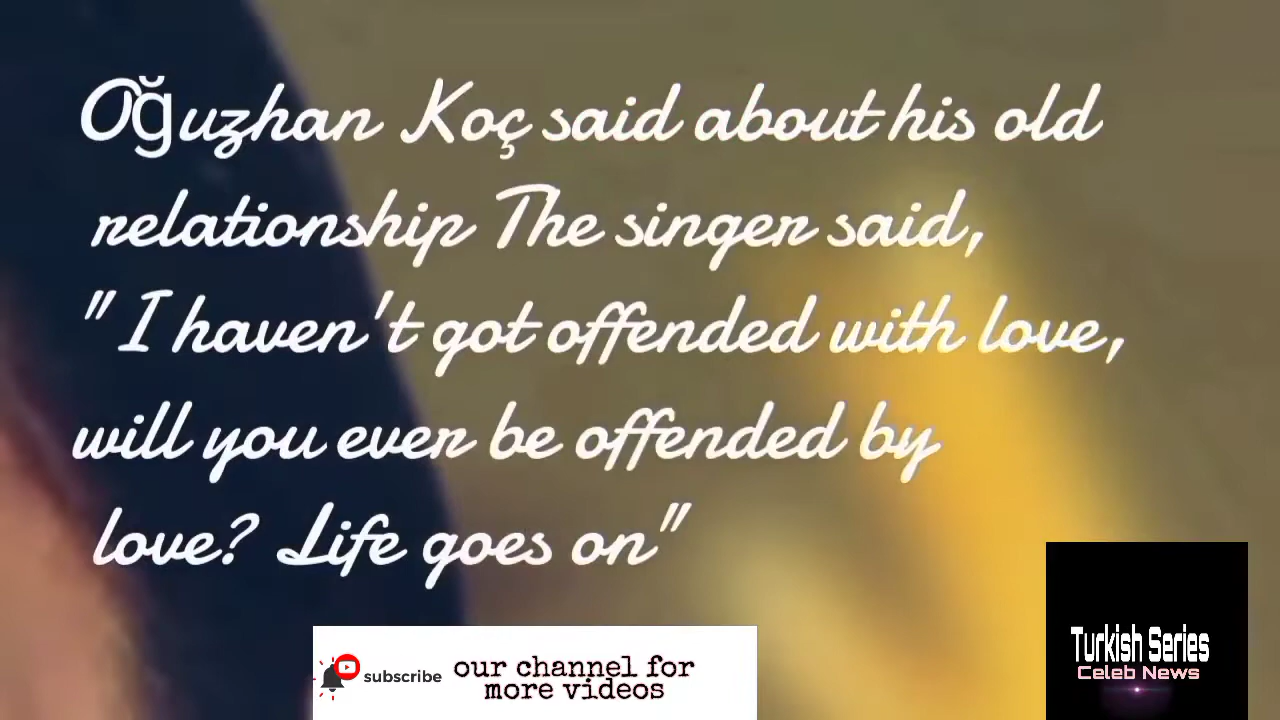 Oğuzhan Koç said about his old
relationship The singer said,
"I haven't got offended with love,
will you ever be offended by
love? Life goes on"
subscribe
our channel for
more videos
Turkish Series
Celeb News